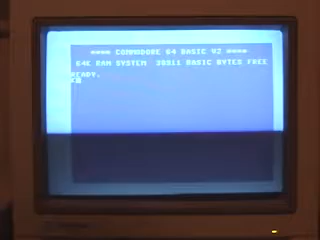 **** COMMODORE 64 BASIC V2 ****
64K RAM SYSTEM 38911 BASIC BYTES FREE
READY.